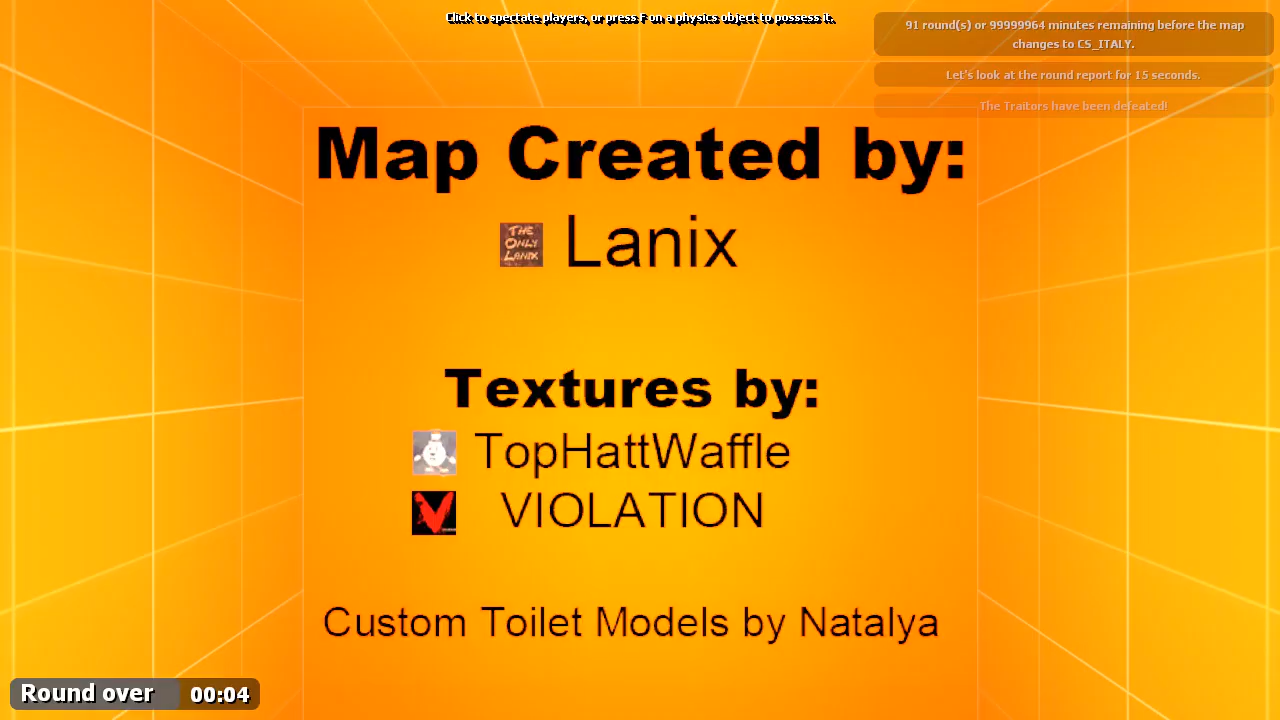 Click to spectate players, or press F on a physics object to possess it.
91 round(s) or 99999964 minutes remaining before the map
changes to CS_ITALY.
Let's look at the round report for 15 seconds.
The Traitors have been defeated!
Map Created by:
THE
ONLY
LANIX
Lanix
Textures by:
TopHattWaffle
VIOLATION
Custom Toilet Models by Natalya
Round over 00:04